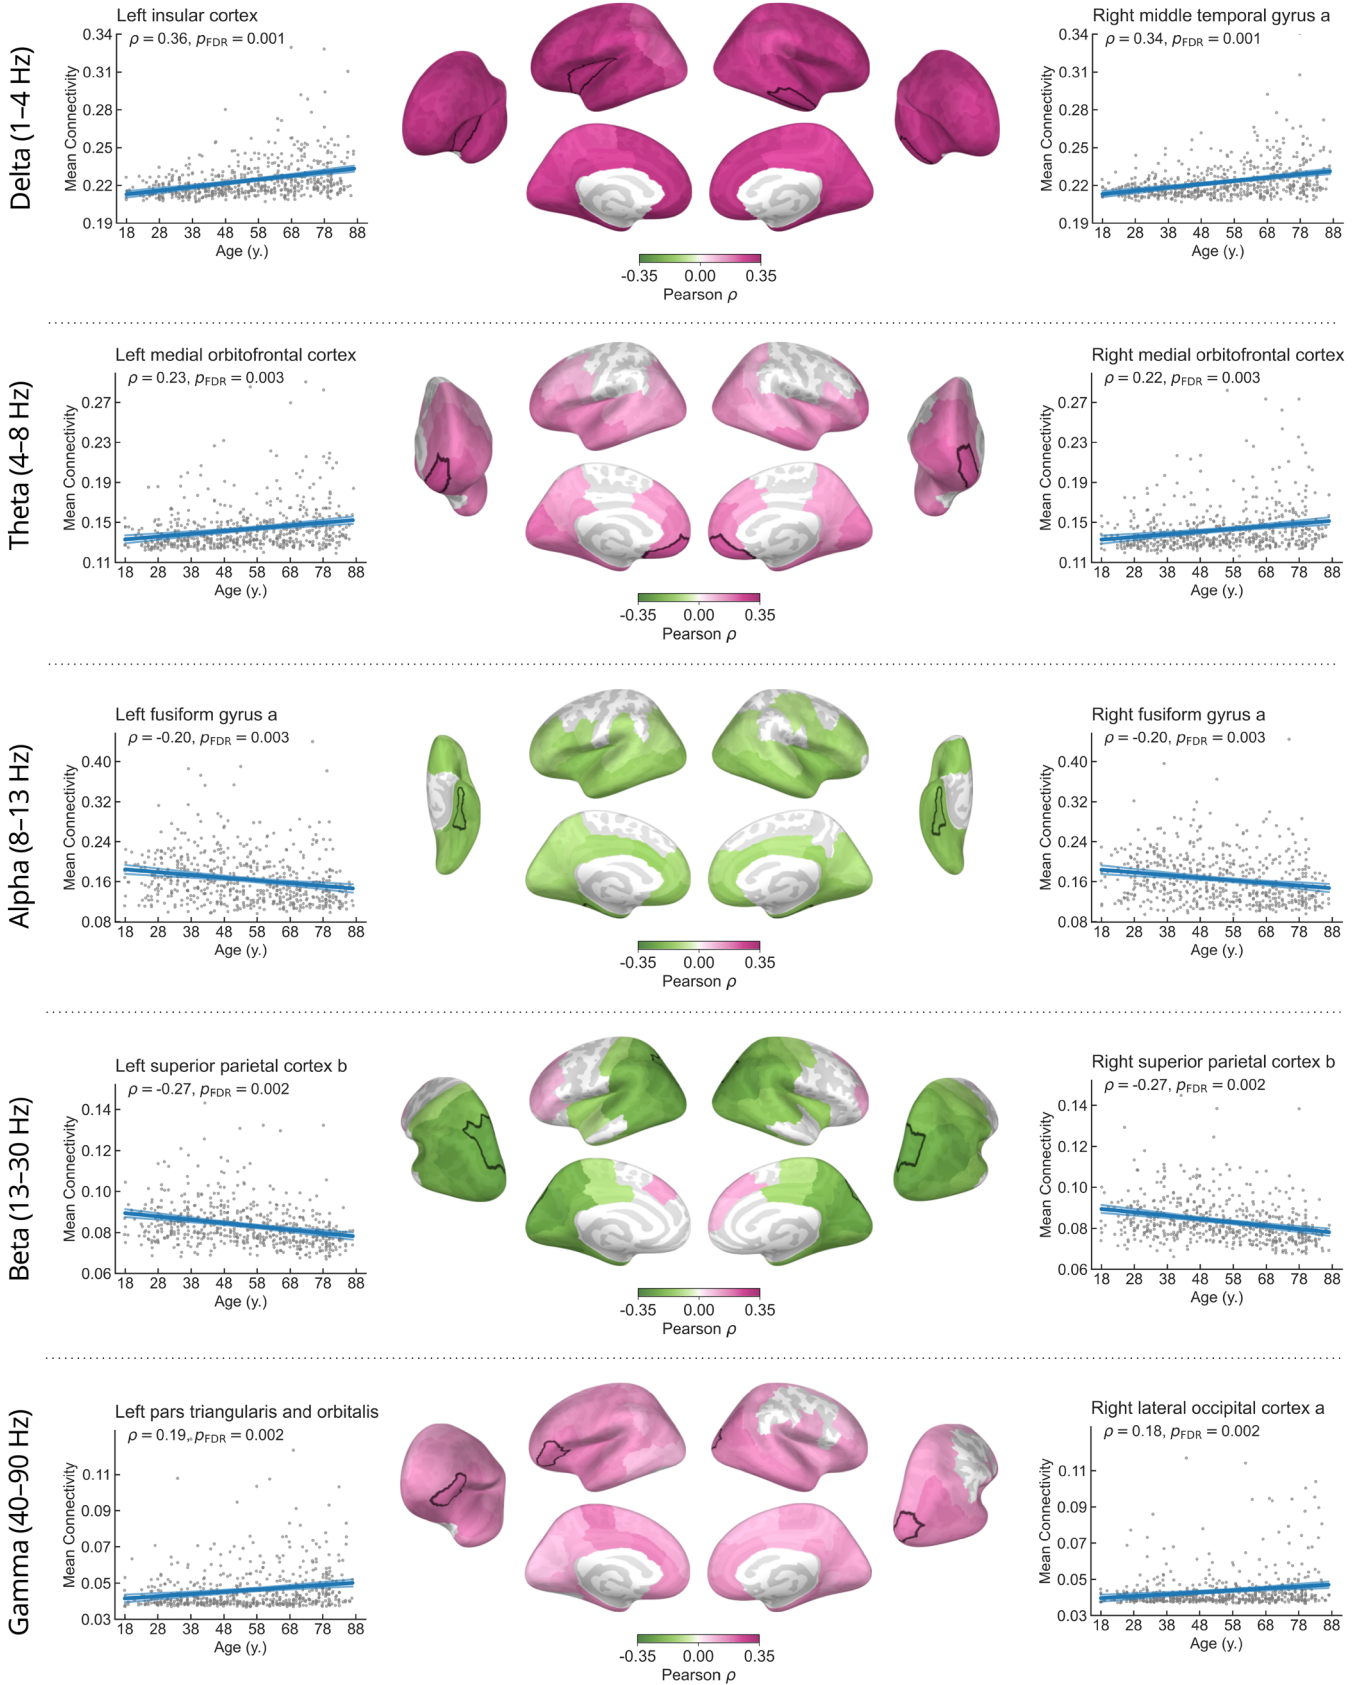 Delta (1–4 Hz)
Left insular cortex
ρ = 0.36, pFDR = 0.001
Mean Connectivity
0.34
0.31
0.28
0.25
0.22
0.19
18 28 38 48 58 68 78 88
Age (y.)
-0.35 0.00 0.35
Pearson ρ
Right middle temporal gyrus a
ρ = 0.34, pFDR = 0.001
Mean Connectivity
0.34
0.31
0.28
0.25
0.22
0.19
18 28 38 48 58 68 78 88
Age (y.)
Theta (4–8 Hz)
Left medial orbitofrontal cortex
ρ = 0.23, pFDR = 0.003
Mean Connectivity
0.27
0.23
0.19
0.15
0.11
18 28 38 48 58 68 78 88
Age (y.)
-0.35 0.00 0.35
Pearson ρ
Right medial orbitofrontal cortex
ρ = 0.22, pFDR = 0.003
Mean Connectivity
0.27
0.23
0.19
0.15
0.11
18 28 38 48 58 68 78 88
Age (y.)
Alpha (8–13 Hz)
Left fusiform gyrus a
ρ = -0.20, pFDR = 0.003
Mean Connectivity
0.40
0.32
0.24
0.16
0.08
18 28 38 48 58 68 78 88
Age (y.)
-0.35 0.00 0.35
Pearson ρ
Right fusiform gyrus a
ρ = -0.20, pFDR = 0.003
Mean Connectivity
0.40
0.32
0.24
0.16
0.08
18 28 38 48 58 68 78 88
Age (y.)
Beta (13–30 Hz)
Left superior parietal cortex b
ρ = -0.27, pFDR = 0.002
Mean Connectivity
0.14
0.12
0.10
0.08
0.06
18 28 38 48 58 68 78 88
Age (y.)
-0.35 0.00 0.35
Pearson ρ
Right superior parietal cortex b
ρ = -0.27, pFDR = 0.002
Mean Connectivity
0.14
0.12
0.10
0.08
0.06
18 28 38 48 58 68 78 88
Age (y.)
Gamma (40–90 Hz)
Left pars triangularis and orbitalis
ρ = 0.19, pFDR = 0.002
Mean Connectivity
0.11
0.09
0.07
0.05
0.03
18 28 38 48 58 68 78 88
Age (y.)
-0.35 0.00 0.35
Pearson ρ
Right lateral occipital cortex a
ρ = 0.18, pFDR = 0.002
Mean Connectivity
0.11
0.09
0.07
0.05
0.03
18 28 38 48 58 68 78 88
Age (y.)